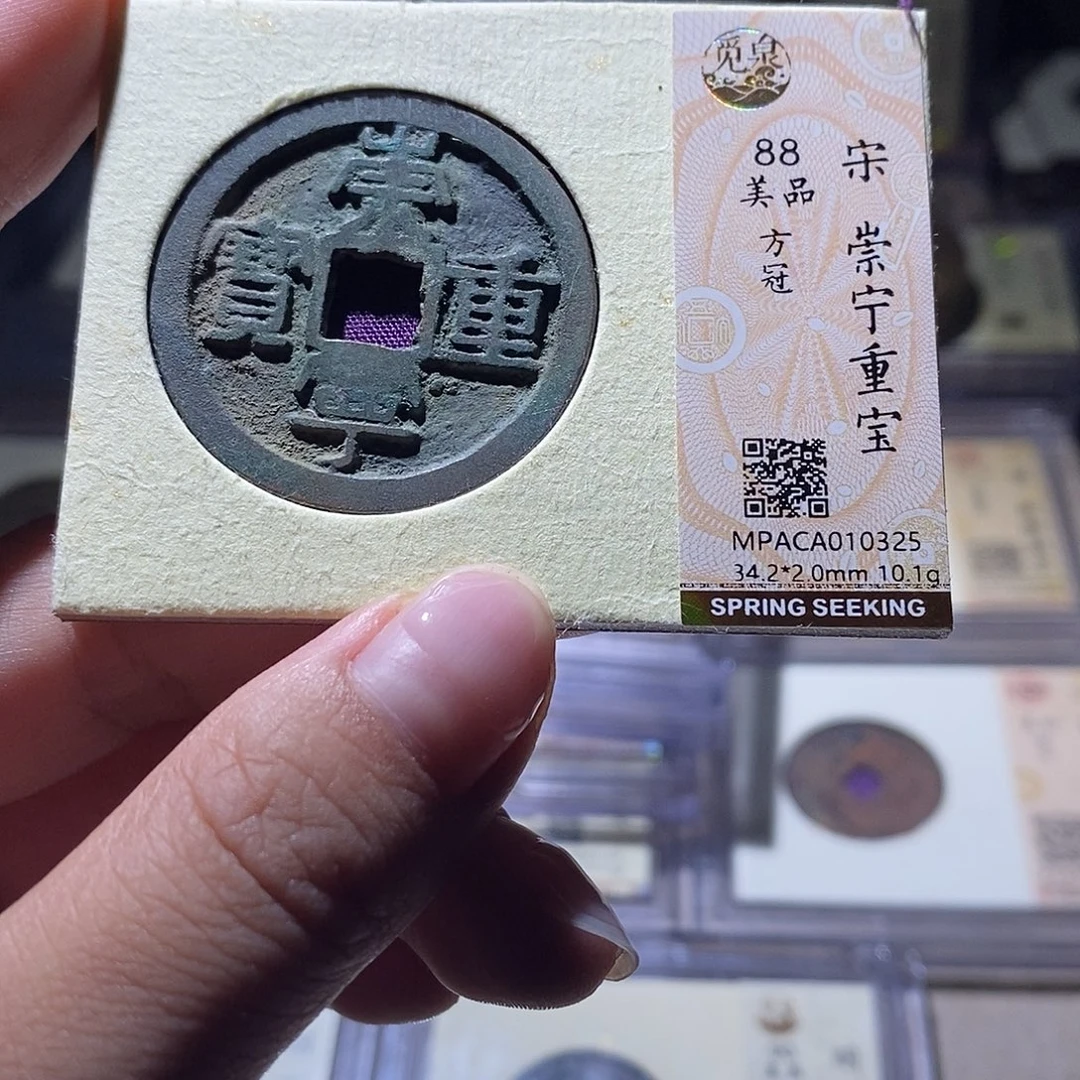 崇
重
寧
寳
觅泉
88
美品
方冠
宋 崇宁重宝
MPACA010325
34.2*2.0mm 10.1g
SPRING SEEKING